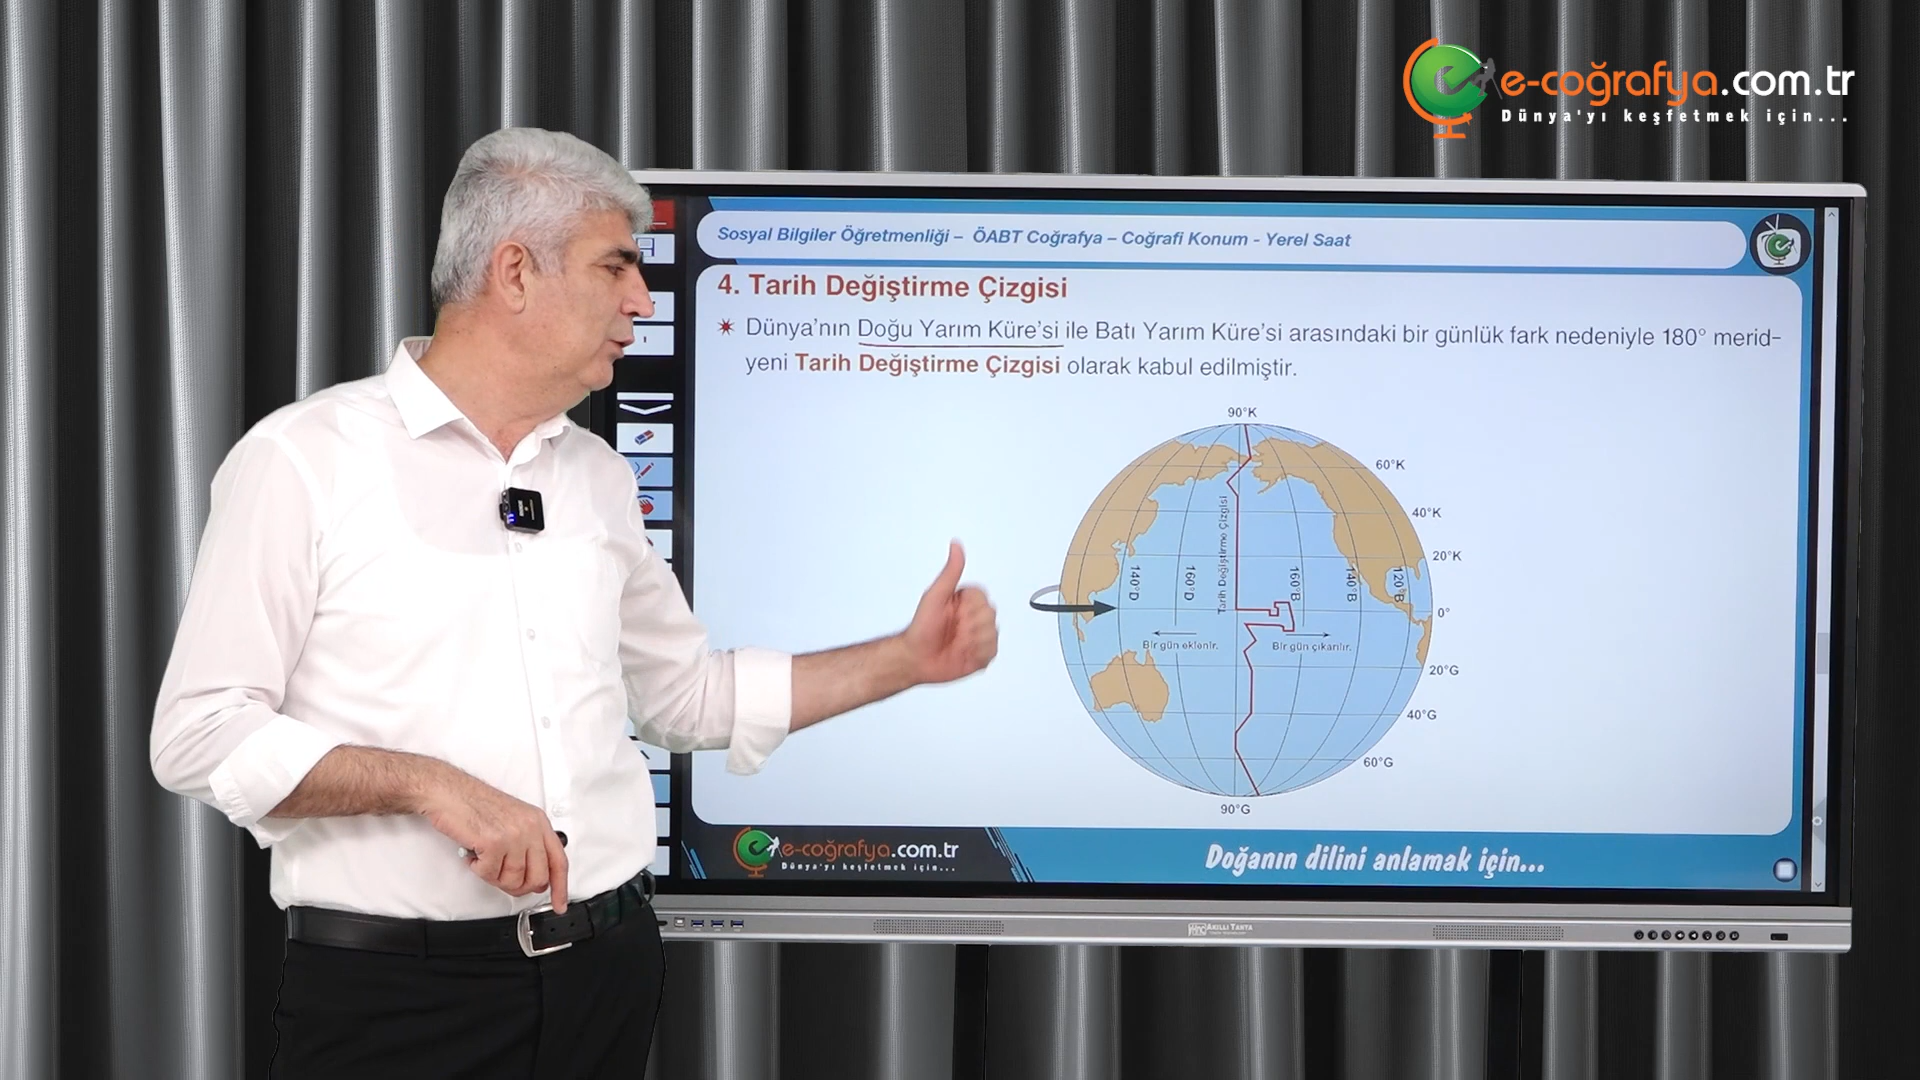 e-coğrafya.com.tr
Dünya'yı keşfetmek için...
Sosyal Bilgiler Öğretmenliği – ÖABT Coğrafya – Coğrafi Konum - Yerel Saat
4. Tarih Değiştirme Çizgisi
Dünya'nın Doğu Yarım Küre'si ile Batı Yarım Küre'si arasındaki bir günlük fark nedeniyle 180° merid-
yeni Tarih Değiştirme Çizgisi olarak kabul edilmiştir.
90°K
60°K
40°K
20°K
Tarih Değiştirme Çizgisi
140°D
160°D
160°B
140°B
120°B
0°
Bir gün eklenir.
Bir gün çıkarılır.
20°G
40°G
60°G
90°G
e-coğrafya.com.tr
Dünya'yı keşfetmek için...
Doğanın dilini anlamak için...
AKILLI TAHTA